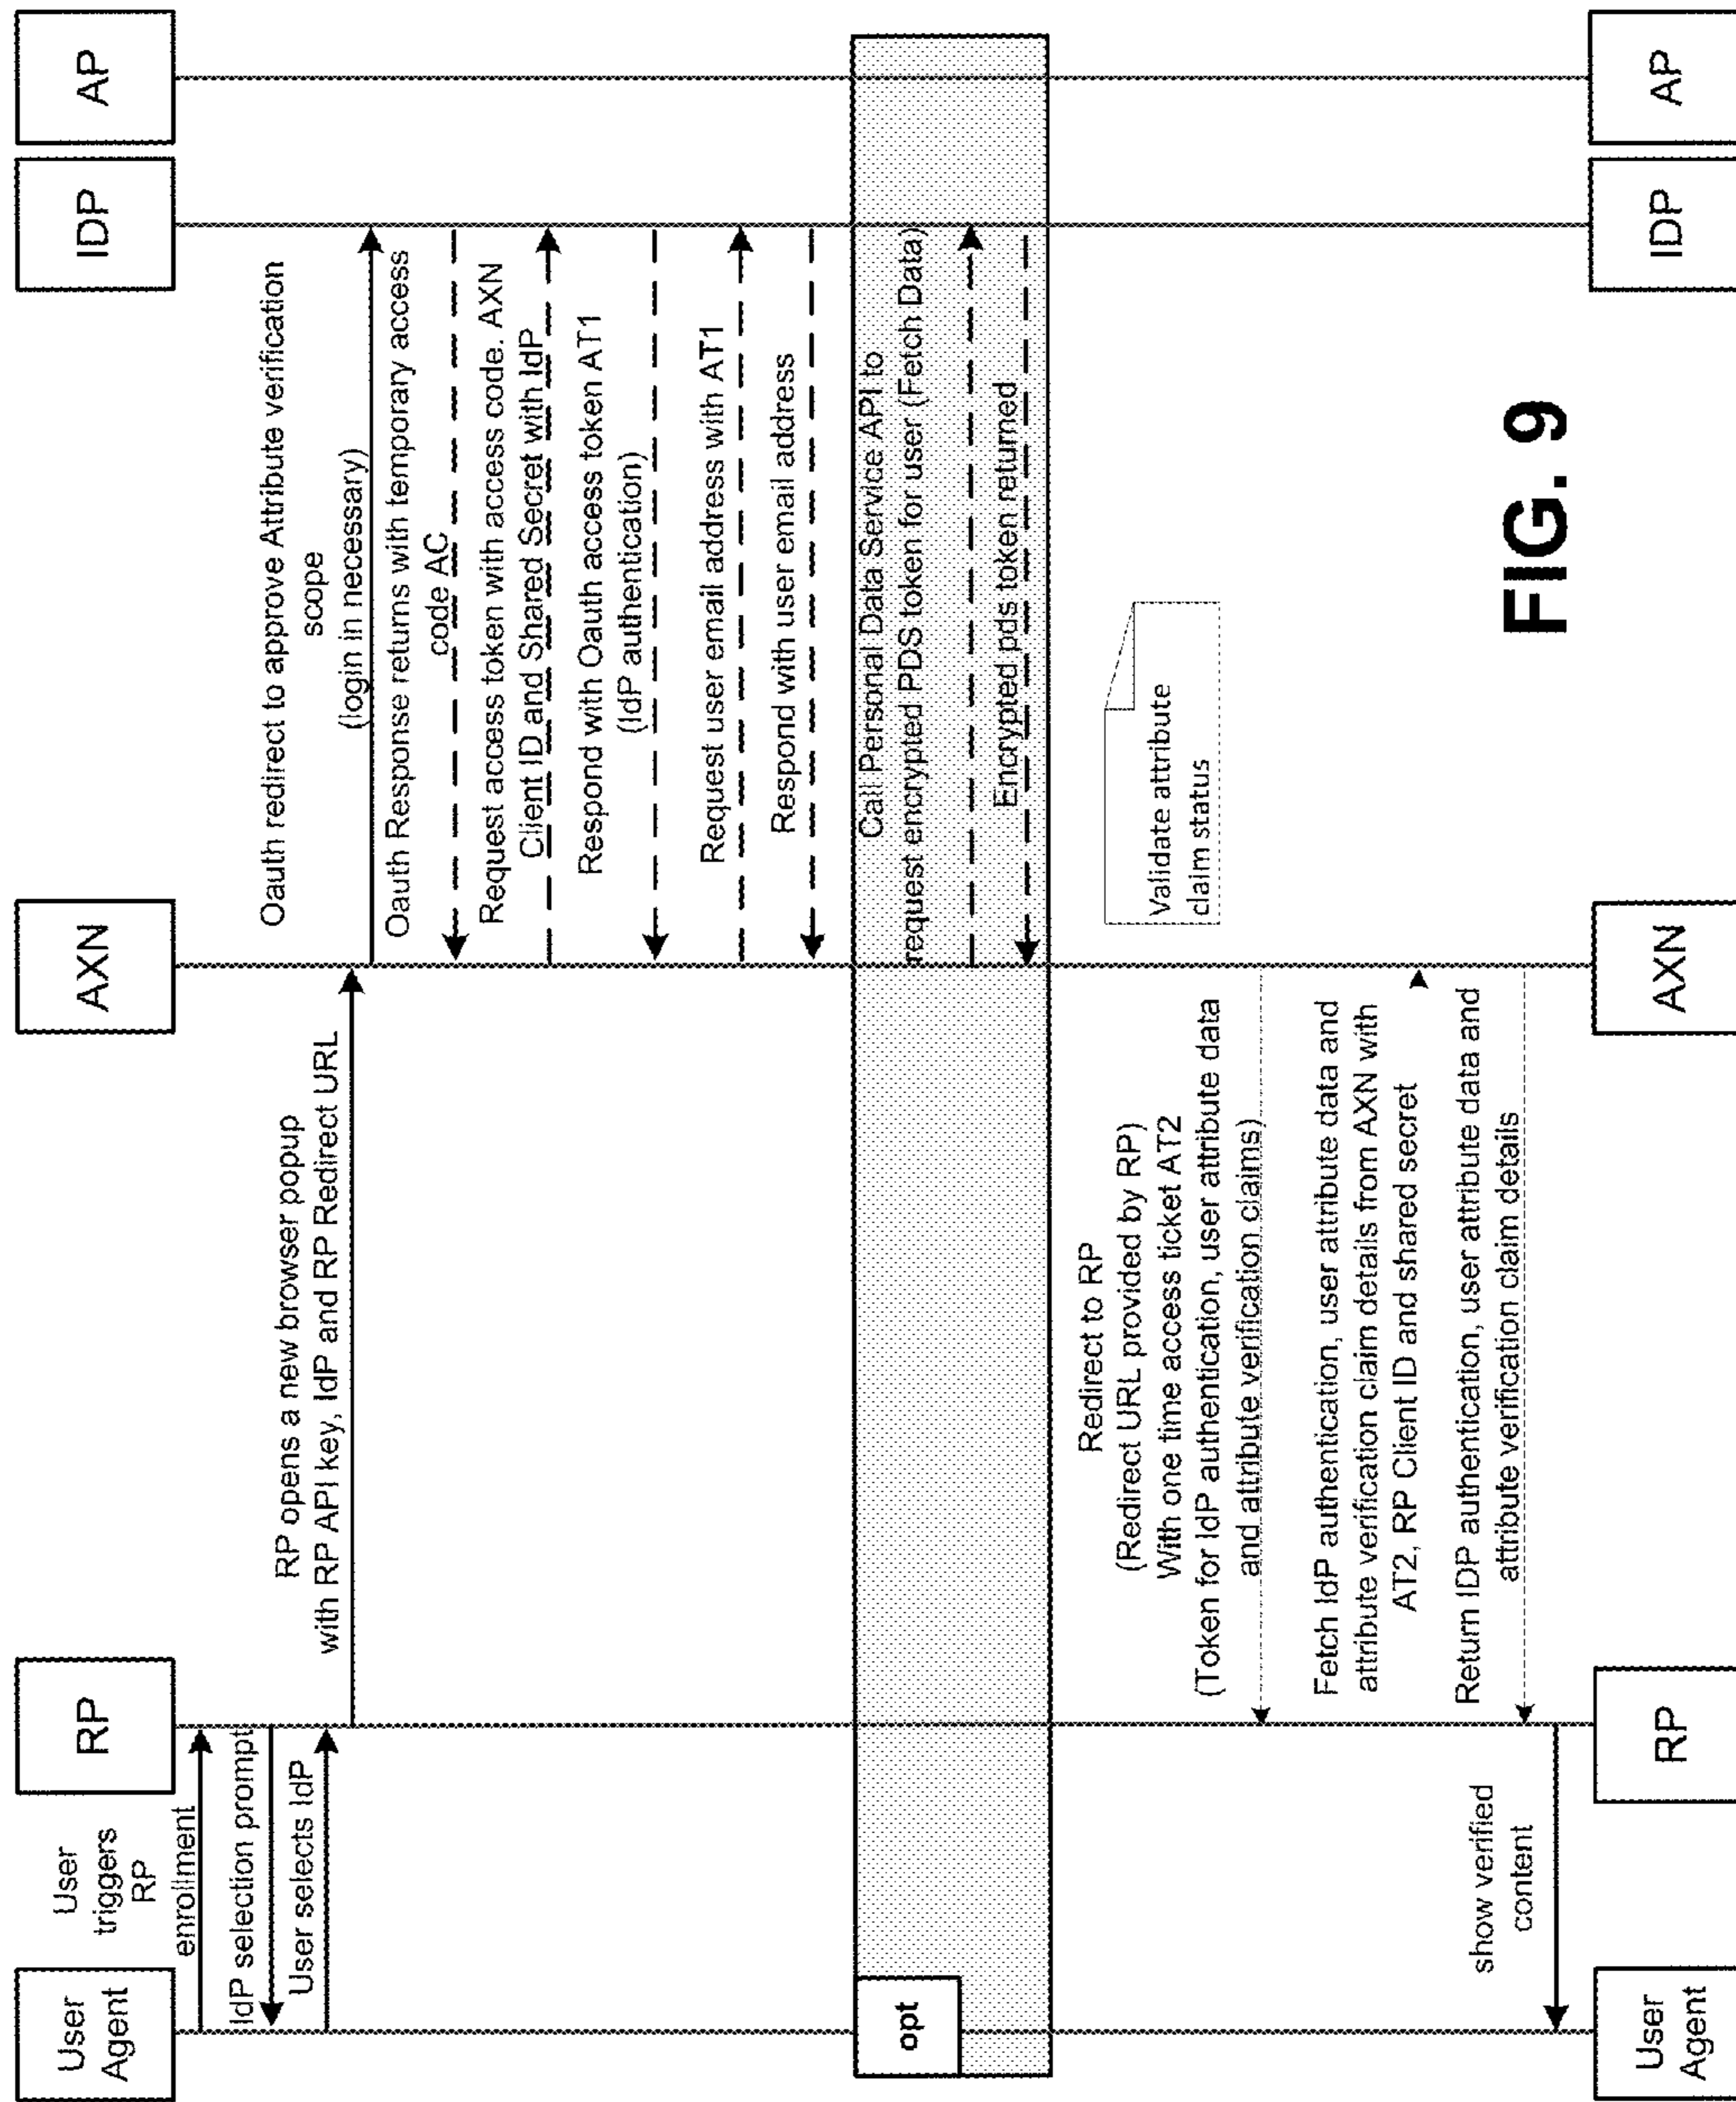 User
Agent
RP
AXN
IDP
AP
User
triggers
RP
enrollment
IdP selection prompt
User selects IdP
RP opens a new browser popup
with RP API key, IdP and RP Redirect URL
Oauth redirect to approve Attribute verification
scope
(login in necessary)
Oauth Response returns with temporary access
code AC
Request access token with access code. AXN
Client ID and Shared Secret with IdP
Respond with Oauth access token AT1
(IdP authentication)
Request user email address with AT1
Respond with user email address
opt
Call Personal Data Service API to
request encrypted PDS token for user (Fetch Data)
Encrypted pds token returned
Validate attribute
claim status
Redirect to RP
(Redirect URL provided by RP)
With one time access ticket AT2
(Token for IdP authentication, user attribute data
and attribute verification claims)
Fetch IdP authentication, user attribute data and
attribute verification claim details from AXN with
AT2, RP Client ID and shared secret
Return IDP authentication, user attribute data and
attribute verification claim details
show verified
content
User
Agent
RP
AXN
IDP
AP
FIG. 9